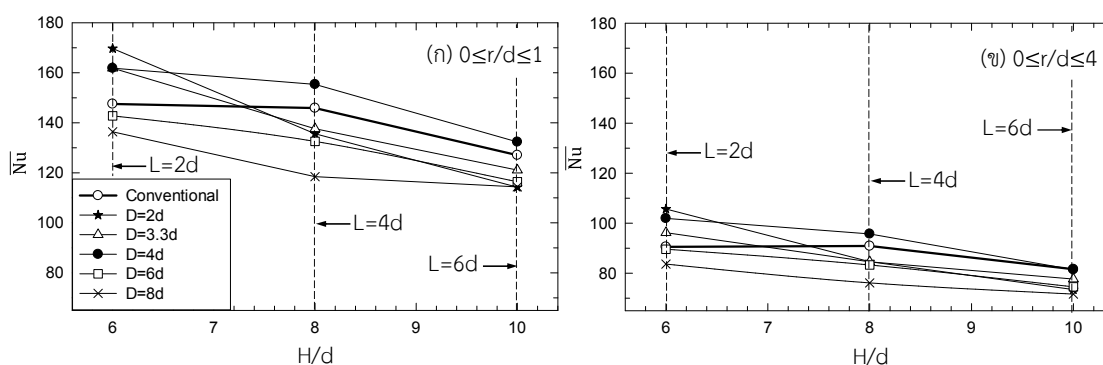 180
160
140
120
100
80
6
7
8
9
10
H/d
Nu
(ก) 0≤r/d≤1
L=2d
L=4d
L=6d
Conventional
D=2d
D=3.3d
D=4d
D=6d
D=8d
180
160
140
120
100
80
6
7
8
9
10
H/d
Nu
(ข) 0≤r/d≤4
L=6d
L=2d
L=4d